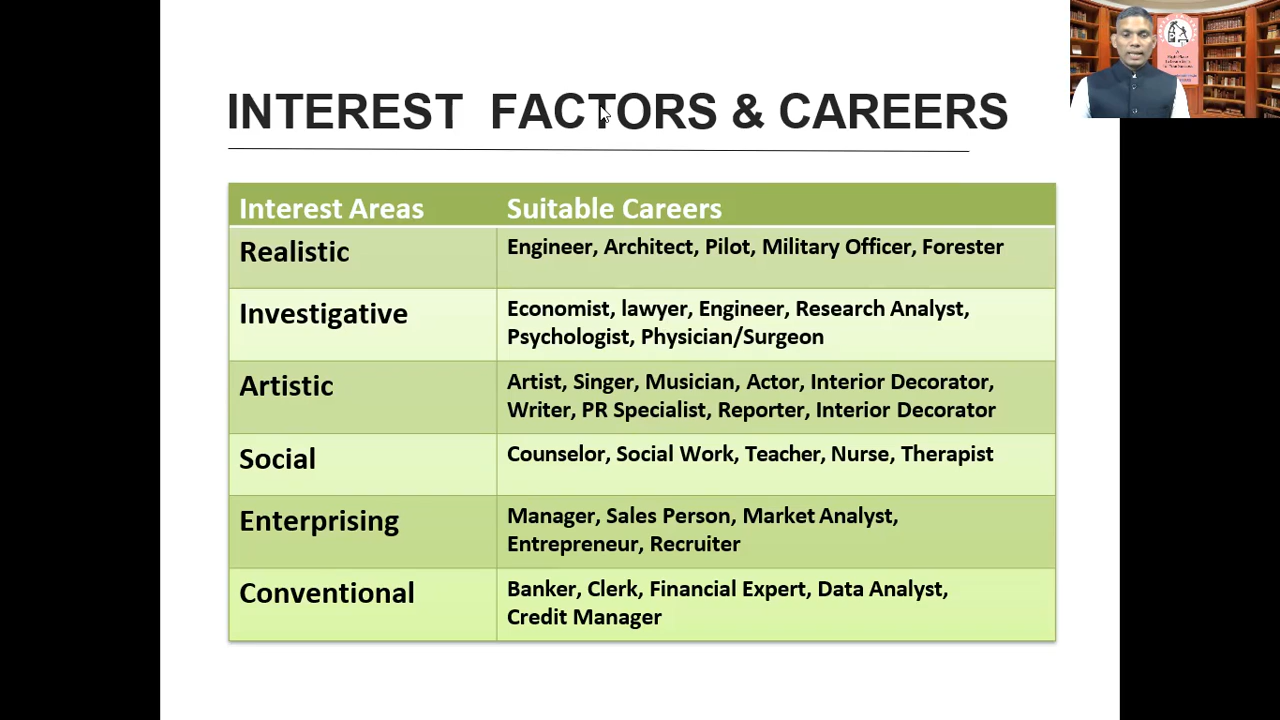 INTEREST FACTORS & CAREERS
Interest Areas Suitable Careers
Realistic Engineer, Architect, Pilot, Military Officer, Forester
Investigative Economist, lawyer, Engineer, Research Analyst,
Psychologist, Physician/Surgeon
Artistic Artist, Singer, Musician, Actor, Interior Decorator,
Writer, PR Specialist, Reporter, Interior Decorator
Social Counselor, Social Work, Teacher, Nurse, Therapist
Enterprising Manager, Sales Person, Market Analyst,
Entrepreneur, Recruiter
Conventional Banker, Clerk, Financial Expert, Data Analyst,
Credit Manager